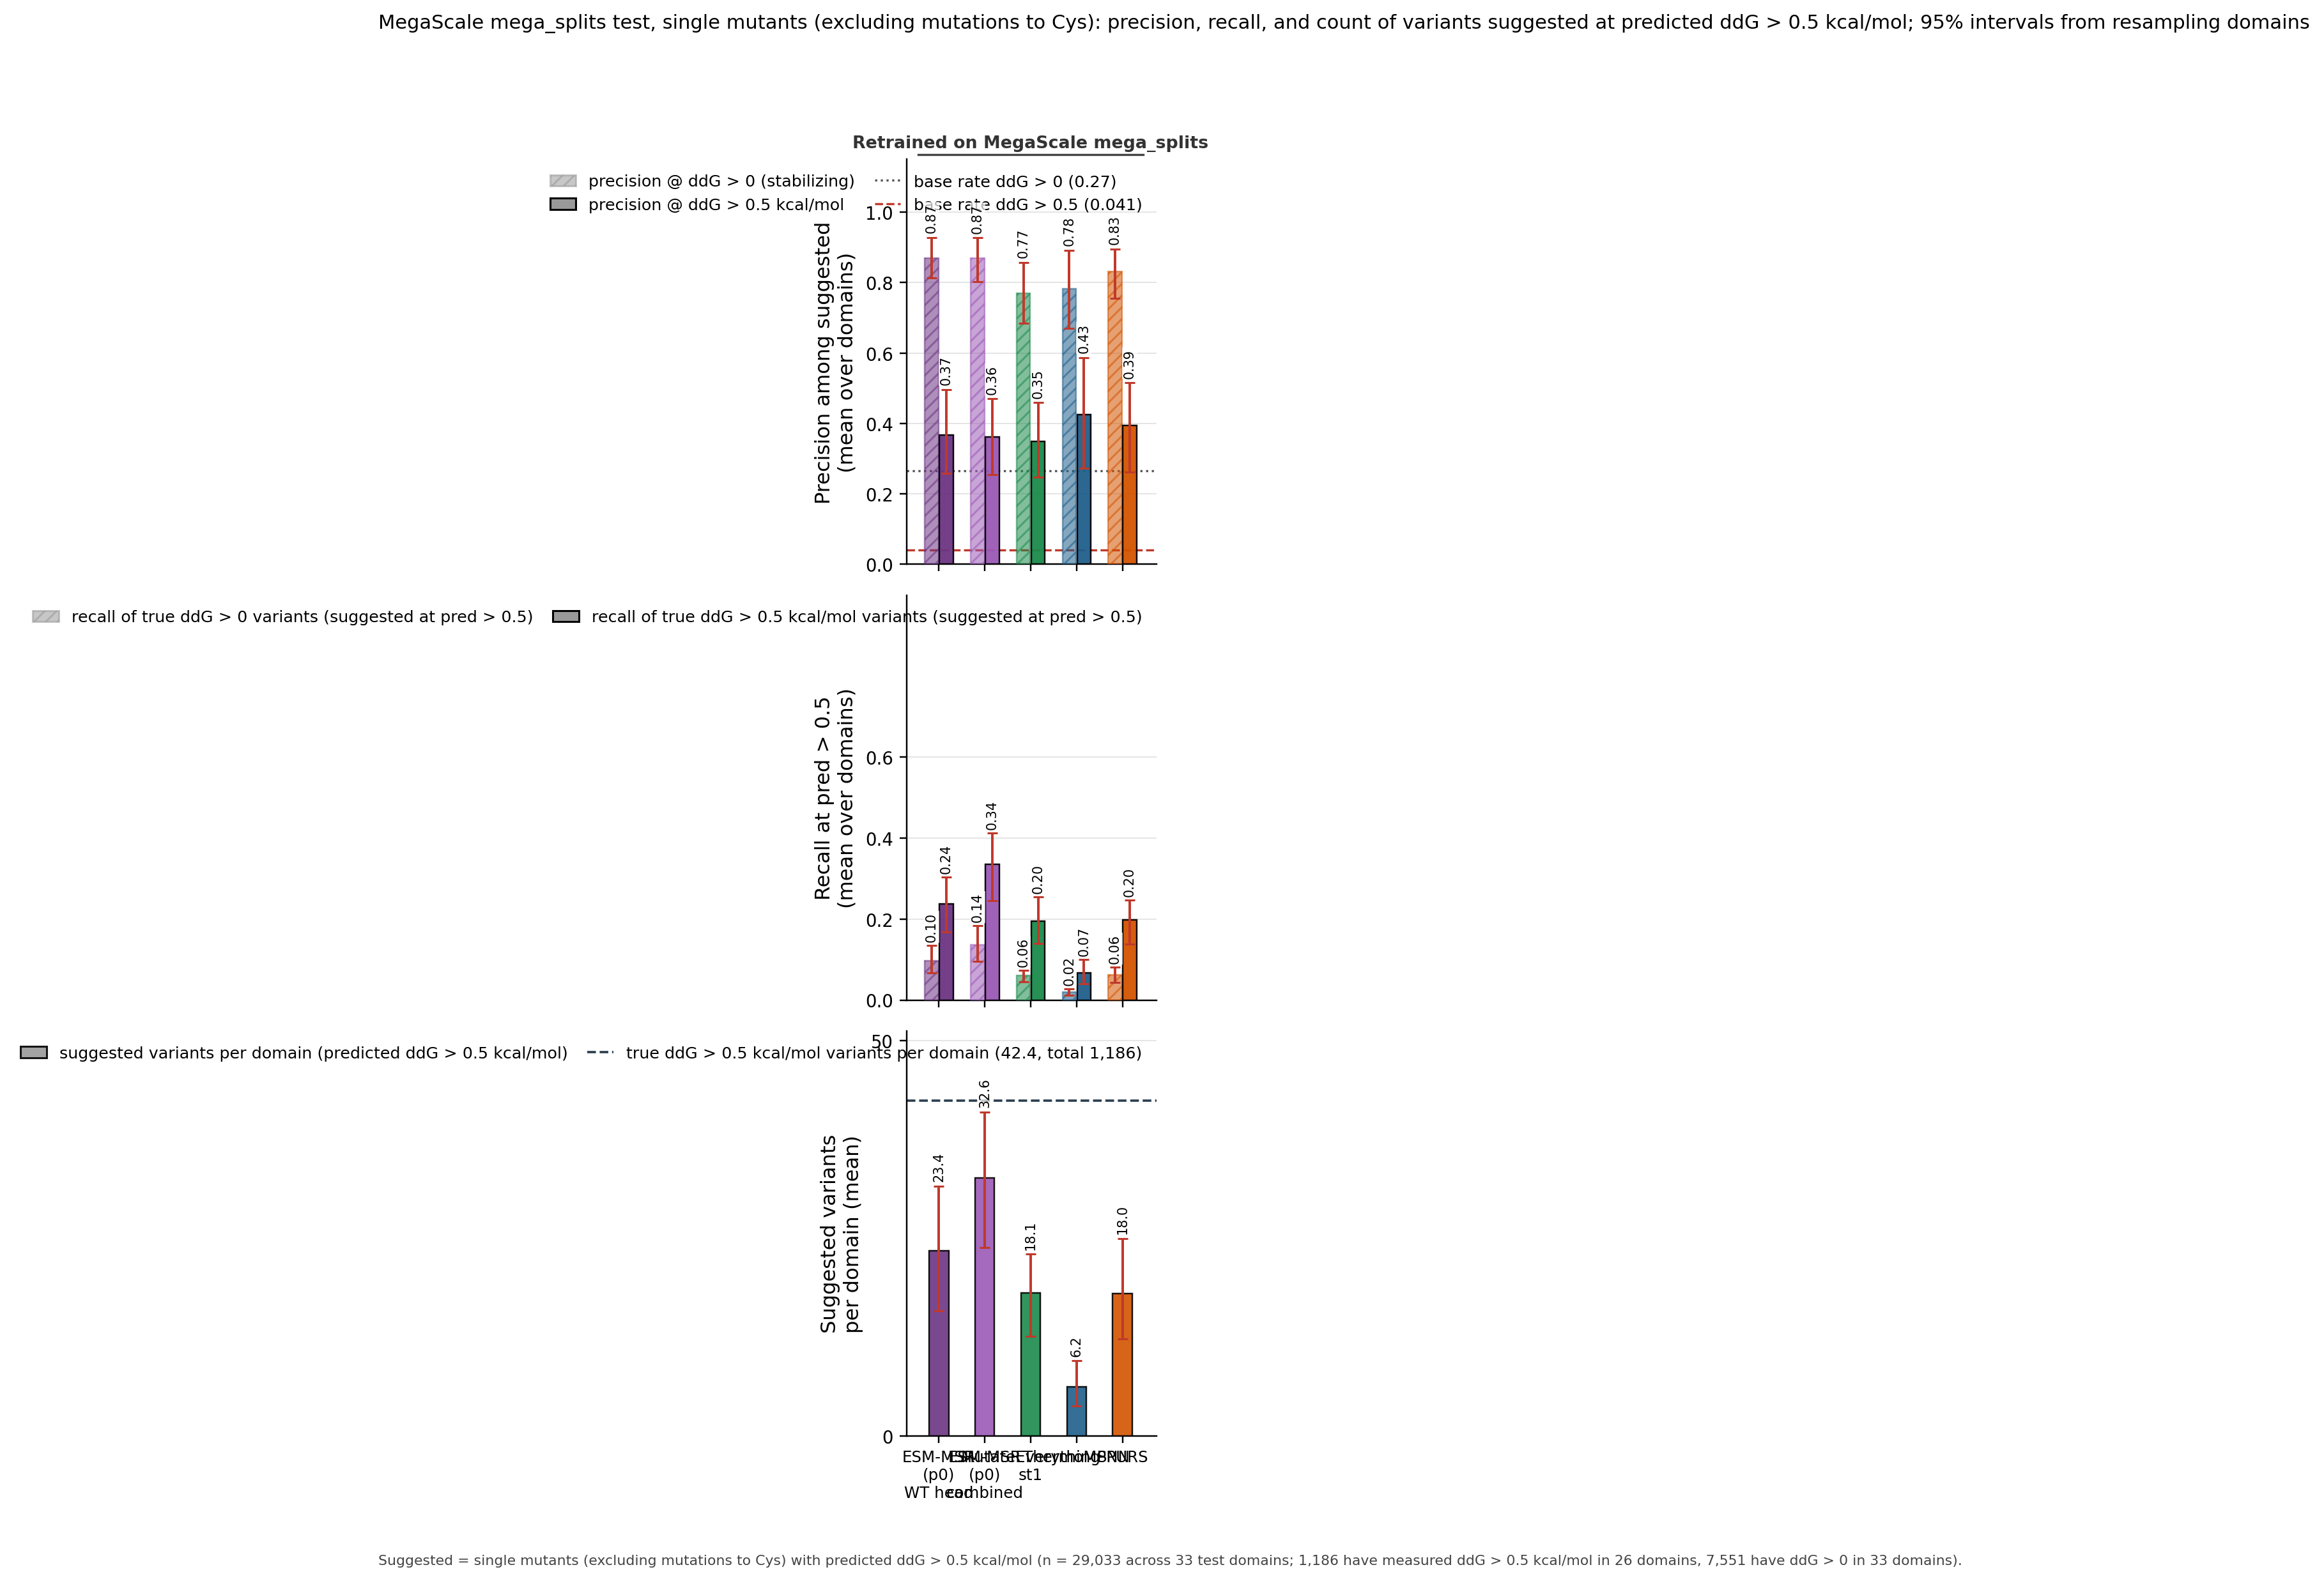 MegaScale mega_splits test, single mutants (excluding mutations to Cys): precision, recall, and count of variants suggested at predicted ddG > 0.5 kcal/mol; 95% intervals from resampling domains
Retrained on MegaScale mega_splits
precision @ ddG > 0 (stabilizing)
precision @ ddG > 0.5 kcal/mol
base rate ddG > 0 (0.27)
base rate ddG > 0.5 (0.041)
Precision among suggested
(mean over domains)
1.0
0.8
0.6
0.4
0.2
0.0
0.87
0.37
0.87
0.36
0.77
0.35
0.78
0.43
0.83
0.39
recall of true ddG > 0 variants (suggested at pred > 0.5)
recall of true ddG > 0.5 kcal/mol variants (suggested at pred > 0.5)
Recall at pred > 0.5
(mean over domains)
0.6
0.4
0.2
0.0
0.10
0.24
0.14
0.34
0.06
0.20
0.02
0.07
0.06
0.20
suggested variants per domain (predicted ddG > 0.5 kcal/mol)
true ddG > 0.5 kcal/mol variants per domain (42.4, total 1,186)
Suggested variants
per domain (mean)
50
0
23.4
32.6
18.1
6.2
18.0
(p0)
WT head
(p0)
combined
st1
Suggested = single mutants (excluding mutations to Cys) with predicted ddG > 0.5 kcal/mol (n = 29,033 across 33 test domains; 1,186 have measured ddG > 0.5 kcal/mol in 26 domains, 7,551 have ddG > 0 in 33 domains).